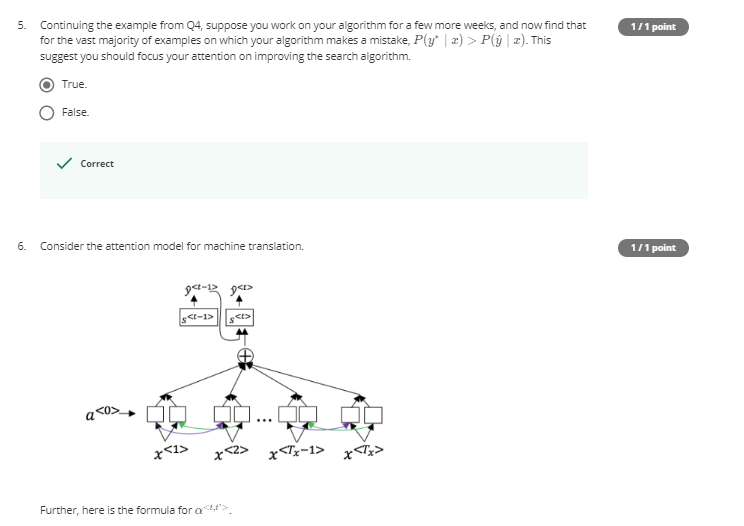 5. Continuing the example from Q4, suppose you work on your algorithm for a few more weeks, and now find that
for the vast majority of examples on which your algorithm makes a mistake, P(y* | x) > P(ŷ | x). This
suggest you should focus your attention on improving the search algorithm.
1 / 1 point
True.
False.
Correct
6. Consider the attention model for machine translation.
1 / 1 point
ŷ<t−1> ŷ<t>
s<t−1> s<t>
a<0>
...
x<1> x<2> x<Tx−1> x<Tx>
Further, here is the formula for α<t,t'>.